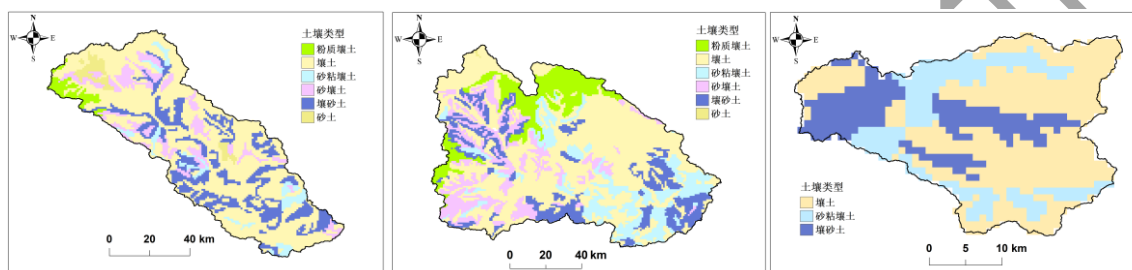 N
W E
S
土壤类型
粉质壤土
壤土
砂粘壤土
砂壤土
壤砂土
砂土
0 20 40 km
N
W E
S
土壤类型
粉质壤土
壤土
砂粘壤土
砂壤土
壤砂土
砂土
0 20 40 km
N
W E
S
土壤类型
壤土
砂粘壤土
壤砂土
0 5 10 km